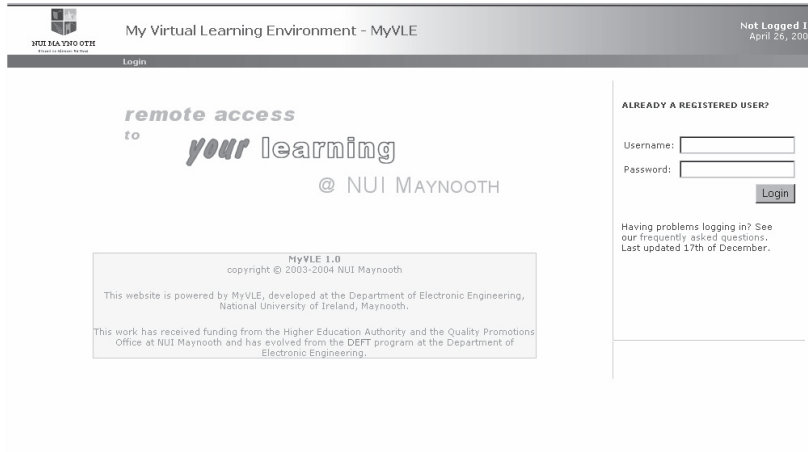 NUI MAYNOOTH
My Virtual Learning Environment - MyVLE
Not Logged I
April 26, 200
Login
remote access
to
your learning
@ NUI MAYNOOTH
ALREADY A REGISTERED USER?
Username:
Password:
Login
Having problems logging in? See
our frequently asked questions.
Last updated 17th of December.
MyVLE 1.0
copyright © 2003-2004 NUI Maynooth
This website is powered by MyVLE, developed at the Department of Electronic Engineering,
National University of Ireland, Maynooth.
This work has received funding from the Higher Education Authority and the Quality Promotions
Office at NUI Maynooth and has evolved from the DEFT program at the Department of
Electronic Engineering.